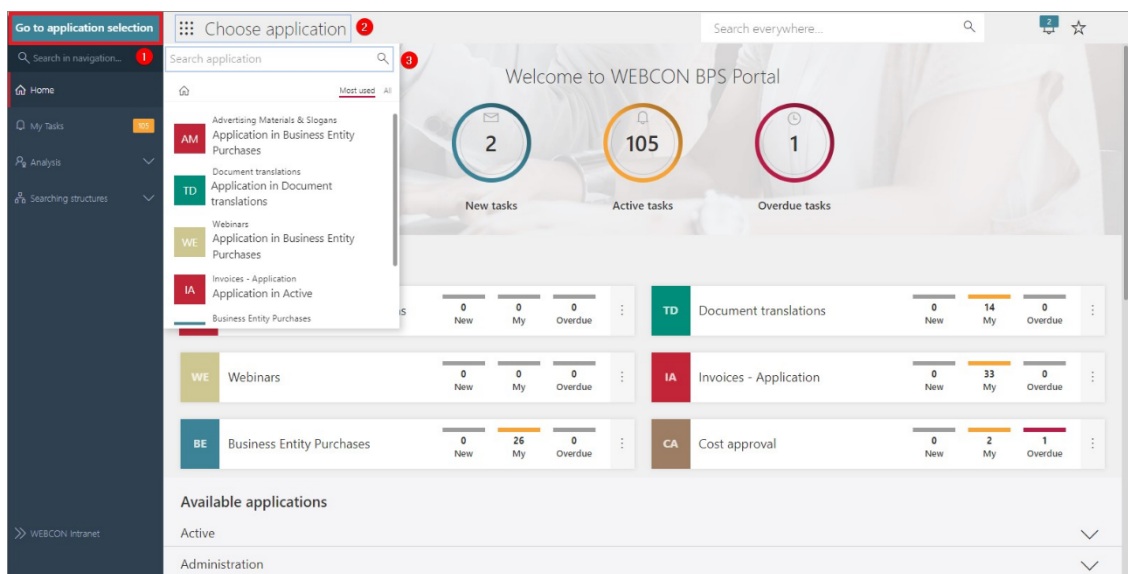 Go to application selection
Choose application
2
Search everywhere...
2
Search in navigation...
1
Search application
3
Home
Most used All
My Tasks
105
Analysis
Searching structures
AM
Advertising Materials & Slogans
Application in Business Entity
Purchases
TD
Document translations
Application in Document
translations
WE
Webinars
Application in Business Entity
Purchases
IA
Invoices - Application
Application in Active
Business Entity Purchases
Welcome to WEBCON BPS Portal
2
105
1
New tasks
Active tasks
Overdue tasks
0 0 0
New My Overdue
TD Document translations
0 14 0
New My Overdue
WE Webinars
0 0 0
New My Overdue
IA Invoices - Application
0 33 0
New My Overdue
BE Business Entity Purchases
0 26 0
New My Overdue
CA Cost approval
0 2 1
New My Overdue
Available applications
Active
Administration
WEBCON Intranet